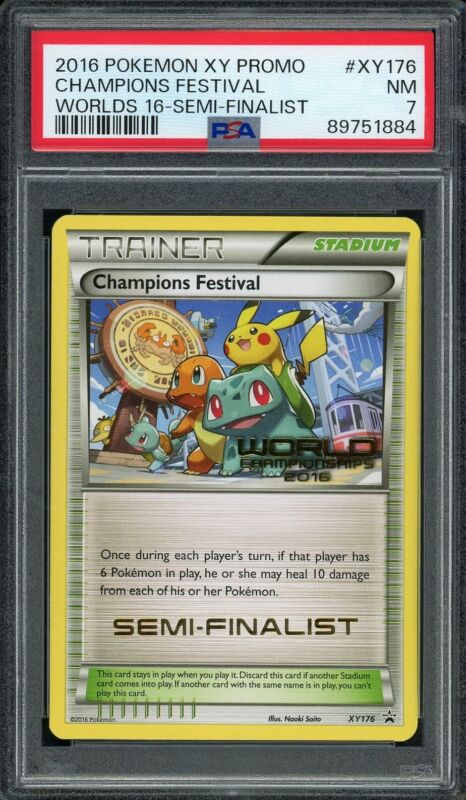 2016 POKEMON XY PROMO #XY176
CHAMPIONS FESTIVAL NM
WORLDS 16-SEMI-FINALIST 7
PSA 89751884
TRAINER STADIUM
Champions Festival
WORLD
CHAMPIONSHIPS
2016
Once during each player's turn, if that player has
6 Pokémon in play, he or she may heal 10 damage
from each of his or her Pokémon.
SEMI-FINALIST
This card stays in play when you play it. Discard this card if another Stadium
card comes into play. If another card with the same name is in play, you can't
play this card.
©2016 Pokémon Illus. Naoki Saito XY176
PSA